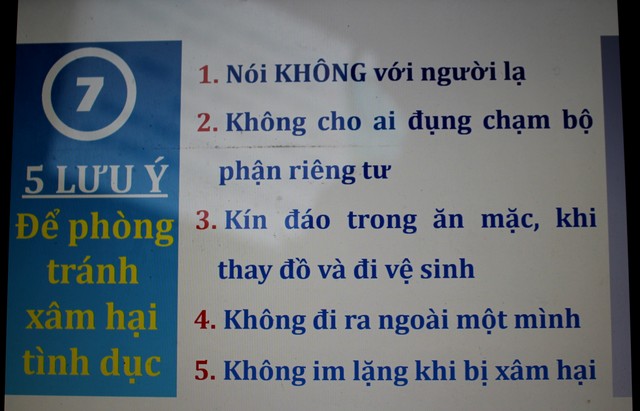 7
5 LƯU Ý
Để phòng
tránh
xâm hại
tình dục
1. Nói KHÔNG với người lạ
2. Không cho ai đụng chạm bộ
phận riêng tư
3. Kín đáo trong ăn mặc, khi
thay đồ và đi vệ sinh
4. Không đi ra ngoài một mình
5. Không im lặng khi bị xâm hại